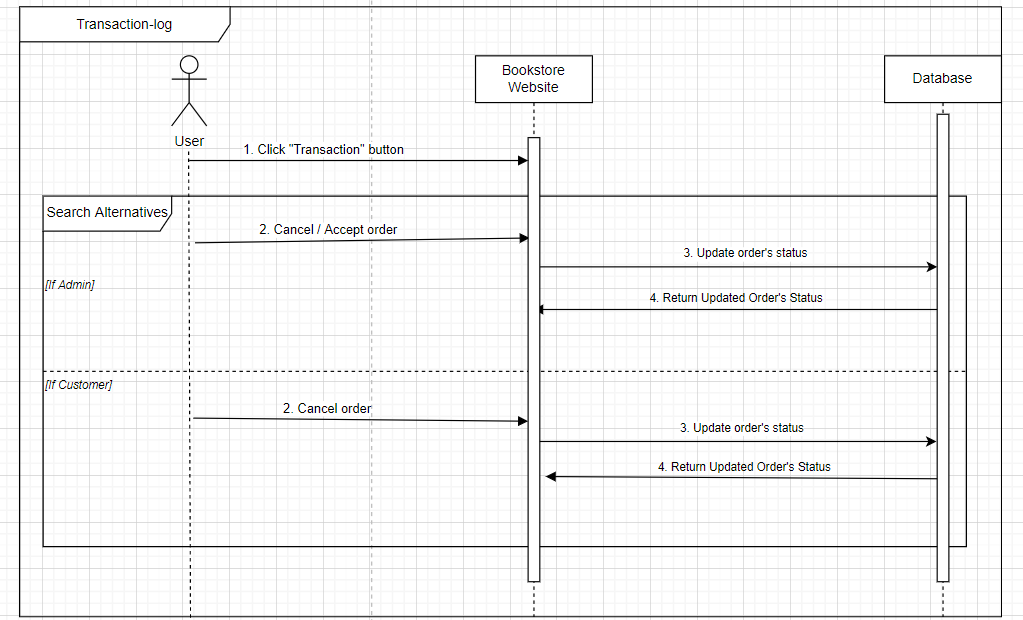 Transaction-log
Bookstore
Website
Database
User
1. Click "Transaction" button
Search Alternatives
2. Cancel / Accept order
3. Update order's status
[If Admin]
4. Return Updated Order's Status
[If Customer]
2. Cancel order
3. Update order's status
4. Return Updated Order's Status